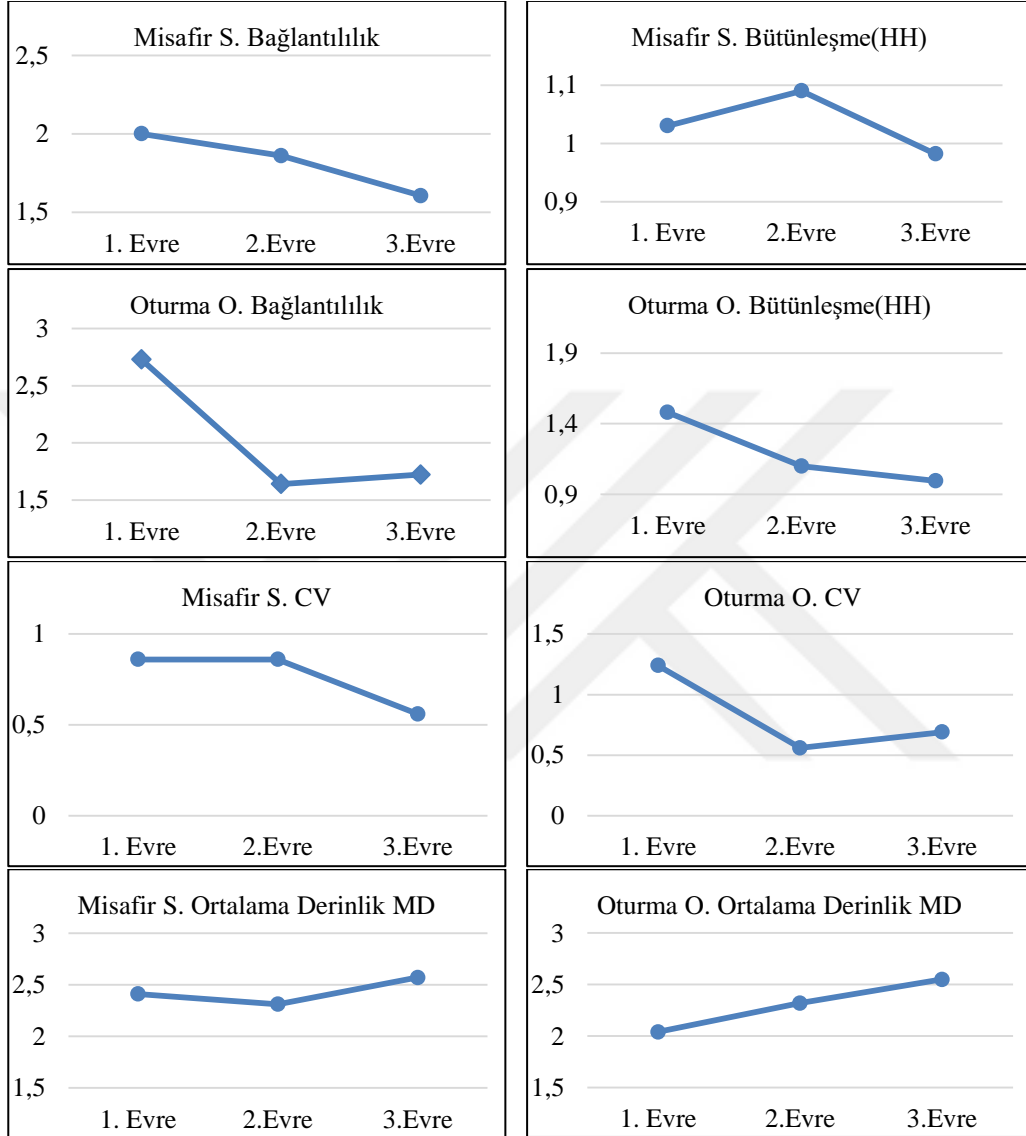 Misafir S. Bağlantılılık
2,5
2
1,5
1. Evre 2.Evre 3.Evre
Misafir S. Bütünleşme(HH)
1,1
1
0,9
1. Evre 2.Evre 3.Evre
Oturma O. Bağlantılılık
3
2,5
2
1,5
1. Evre 2.Evre 3.Evre
Oturma O. Bütünleşme(HH)
1,9
1,4
0,9
1. Evre 2.Evre 3.Evre
Misafir S. CV
1
0,5
0
1. Evre 2.Evre 3.Evre
Oturma O. CV
1,5
1
0,5
0
1. Evre 2.Evre 3.Evre
Misafir S. Ortalama Derinlik MD
3
2,5
2
1,5
1. Evre 2.Evre 3.Evre
Oturma O. Ortalama Derinlik MD
3
2,5
2
1,5
1. Evre 2.Evre 3.Evre